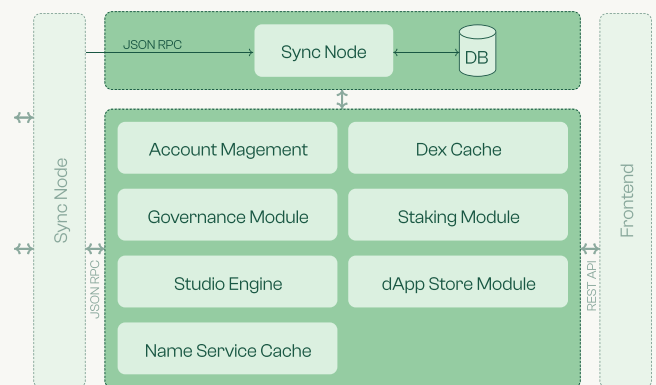 JSON RPC
Sync Node
DB
Sync Node
Account Magement
Dex Cache
Governance Module
Staking Module
Studio Engine
dApp Store Module
Name Service Cache
JSON RPC
REST API
Frontend